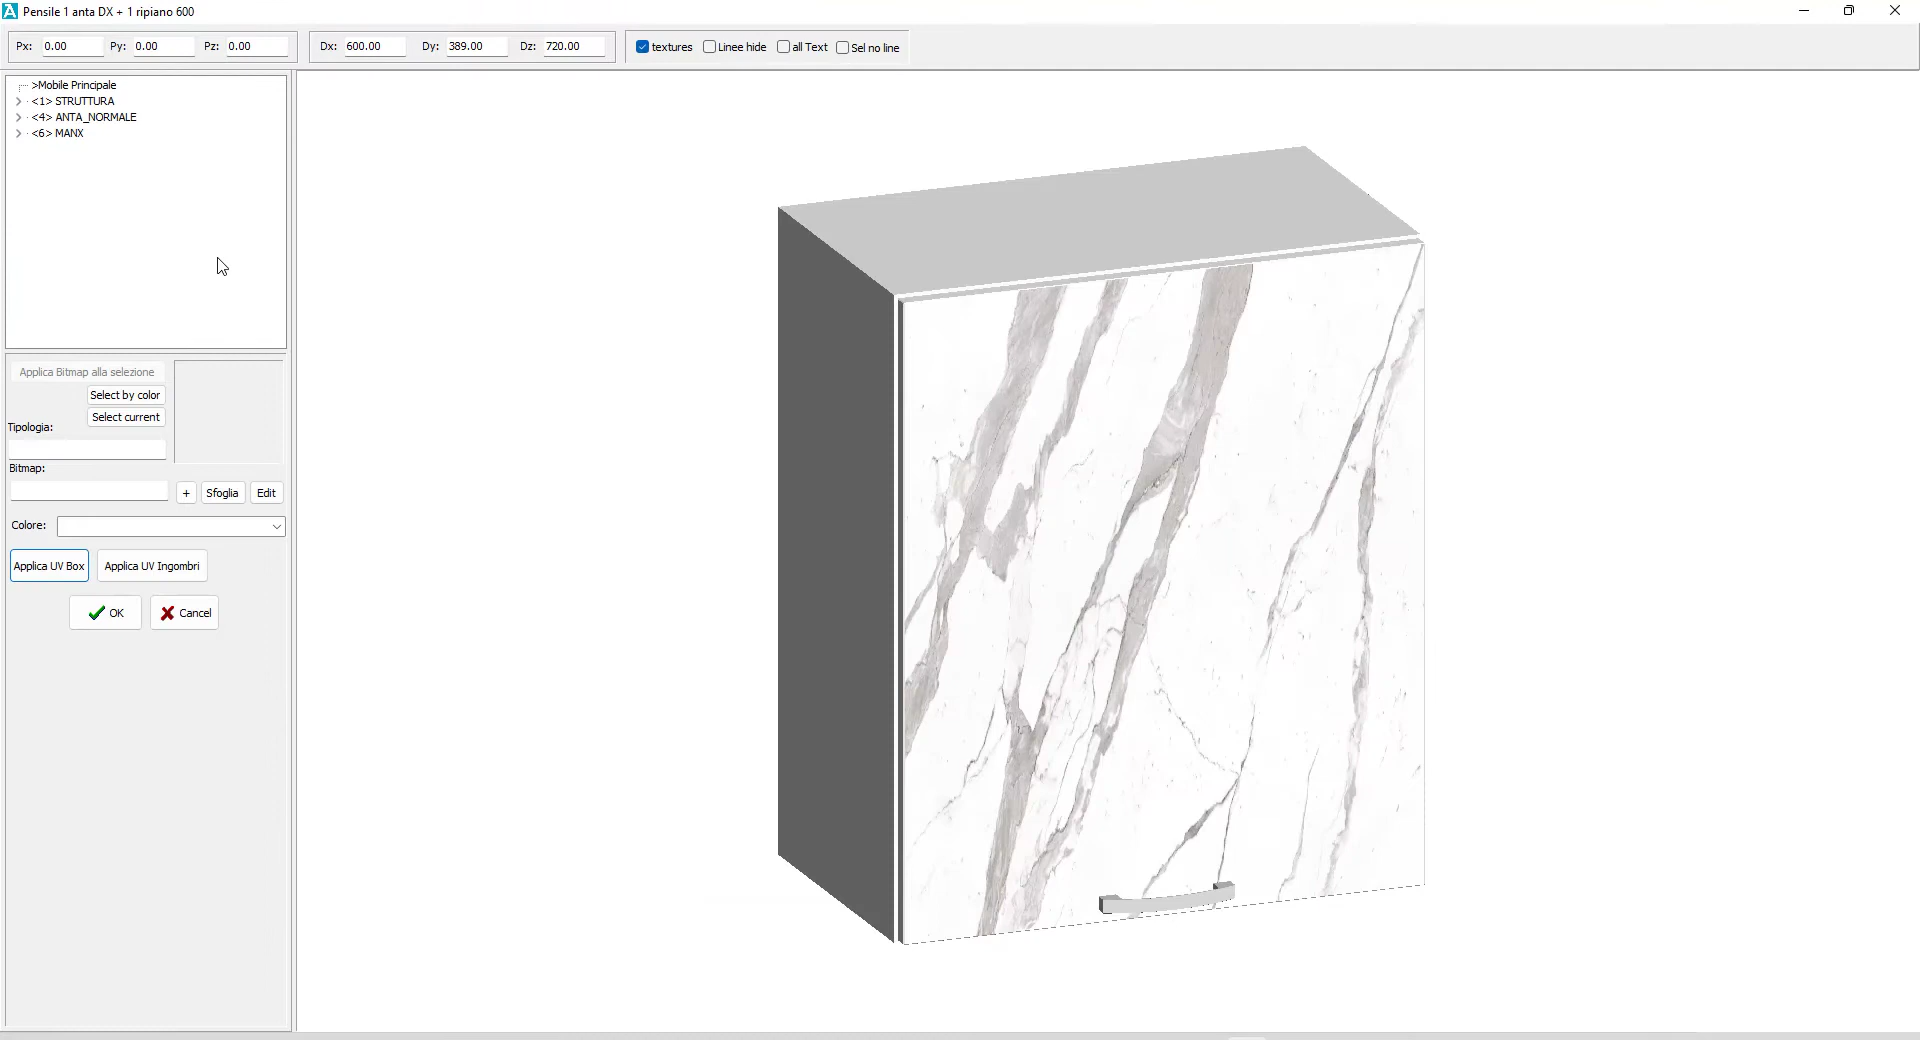 Pensile 1 anta DX + 1 ripiano 600
Px: 0.00 Py: 0.00 Pz: 0.00 Dx: 600.00 Dy: 389.00 Dz: 720.00 textures Linee hide all Text Sel no line
>Mobile Principale
<1> STRUTTURA
<4> ANTA_NORMALE
<6> MANX
Applica Bitmap alla selezione
Select by color
Select current
Tipologia:
Bitmap:
+ Sfoglia Edit
Colore:
Applica UV Box Applica UV Ingombri
OK Cancel